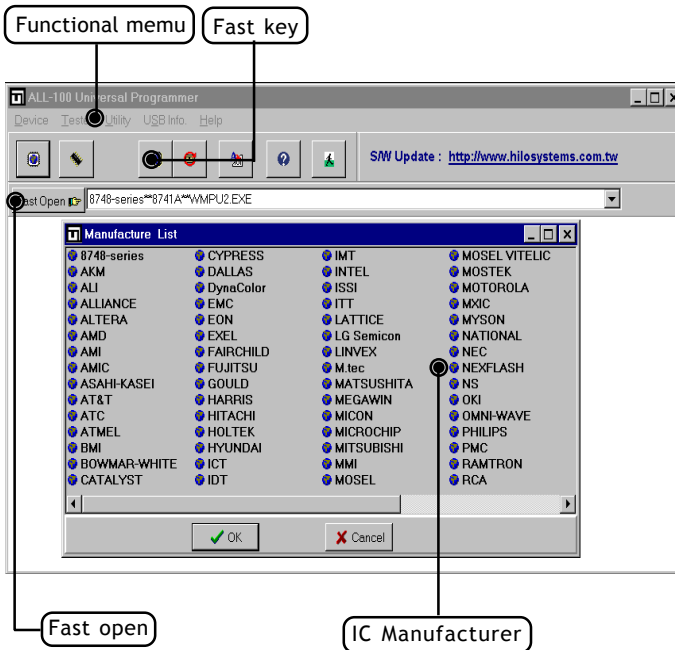 Functional memu
Fast key
ALL-100 Universal Programmer
Device Teste Utility USB Info. Help
S/W Update : http://www.hilosystems.com.tw
Fast Open 8748-series**8741A**WMPU2.EXE
Manufacture List
8748-series CYPRESS IMT MOSEL VITELIC
AKM DALLAS INTEL MOSTEK
ALI DynaColor ISSI MOTOROLA
ALLIANCE EMC ITT MXIC
ALTERA EON LATTICE MYSON
AMD EXEL LG Semicon NATIONAL
AMI FAIRCHILD LINVEX NEC
AMIC FUJITSU M.tec NEXFLASH
ASAHI-KASEI GOULD MATSUSHITA NS
AT&T HARRIS MEGAWIN OKI
ATC HITACHI MICON OMNI-WAVE
ATMEL HOLTEK MICROCHIP PHILIPS
BMI HYUNDAI MITSUBISHI PMC
BOWMAR-WHITE ICT MMI RAMTRON
CATALYST IDT MOSEL RCA
OK Cancel
Fast open
IC Manufacturer